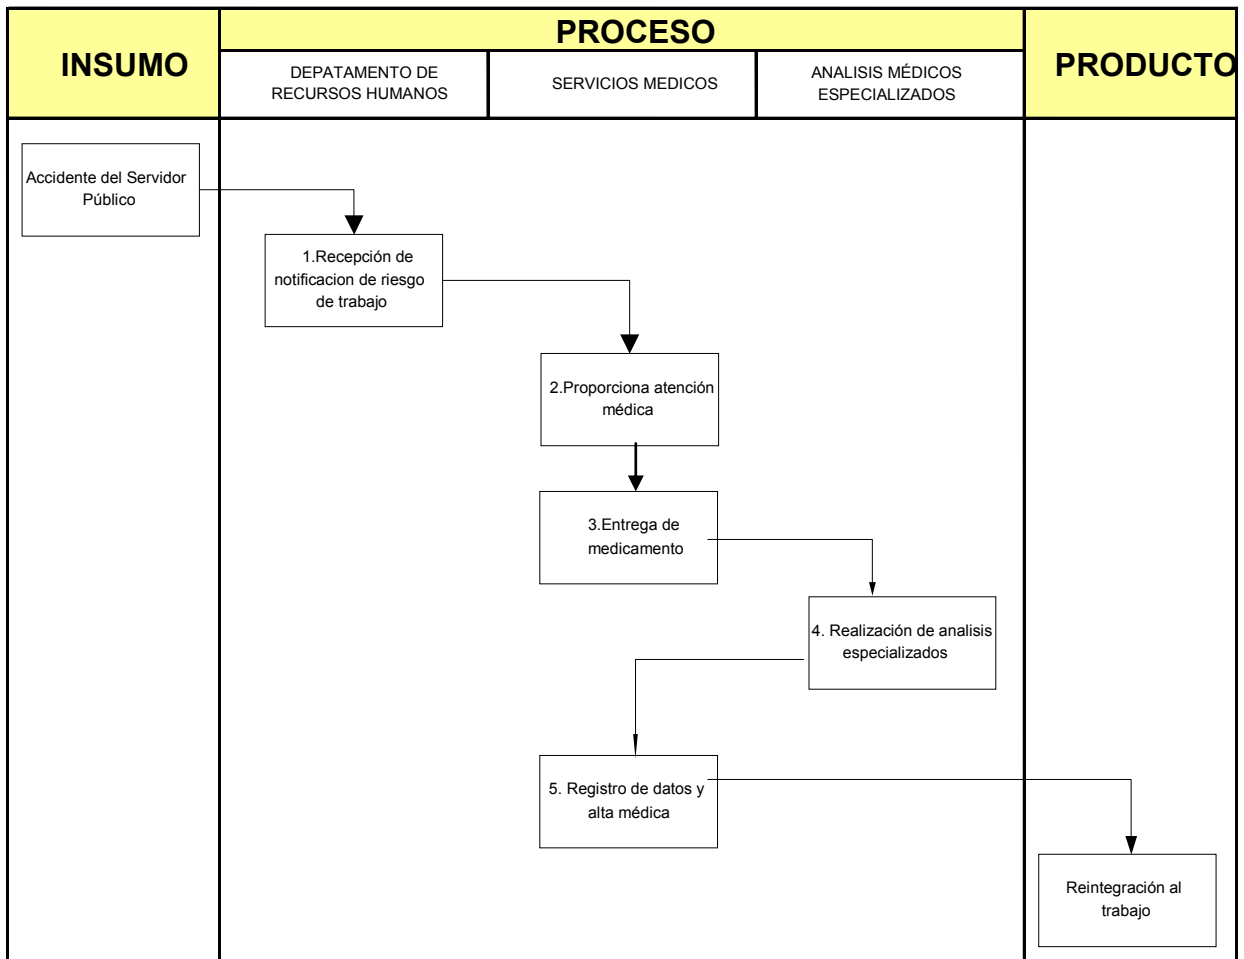 INSUMO
PROCESO
PRODUCTO
DEPATAMENTO DE
RECURSOS HUMANOS
SERVICIOS MEDICOS
ANALISIS MÉDICOS
ESPECIALIZADOS
Accidente del Servidor
Público
1.Recepción de
notificacion de riesgo
de trabajo
2.Proporciona atención
médica
3.Entrega de
medicamento
4. Realización de analisis
especializados
5. Registro de datos y
alta médica
Reintegración al
trabajo